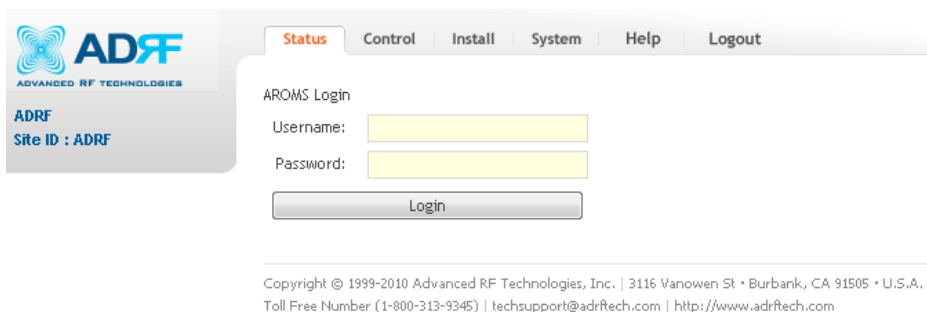 ADRF
ADVANCED RF TECHNOLOGIES
ADRF
Site ID : ADRF
Status Control Install System Help Logout
AROMS Login
Username:
Password:
Login
Copyright © 1999-2010 Advanced RF Technologies, Inc. | 3116 Vanowen St • Burbank, CA 91505 • U.S.A.
Toll Free Number (1-800-313-9345) | techsupport@adrftech.com | http://www.adrftech.com